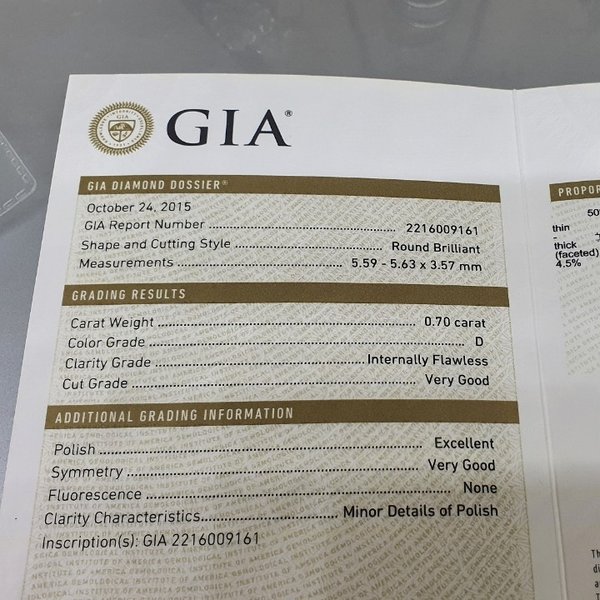 GIA®
GIA DIAMOND DOSSIER®
October 24, 2015
GIA Report Number 2216009161
Shape and Cutting Style Round Brilliant
Measurements 5.59 - 5.63 x 3.57 mm
GRADING RESULTS
Carat Weight 0.70 carat
Color Grade D
Clarity Grade Internally Flawless
Cut Grade Very Good
ADDITIONAL GRADING INFORMATION
Polish Excellent
Symmetry Very Good
Fluorescence None
Clarity Characteristics Minor Details of Polish
Inscription(s): GIA 2216009161
PROPOR
50
thin
-
thick
(faceted)
4.5%